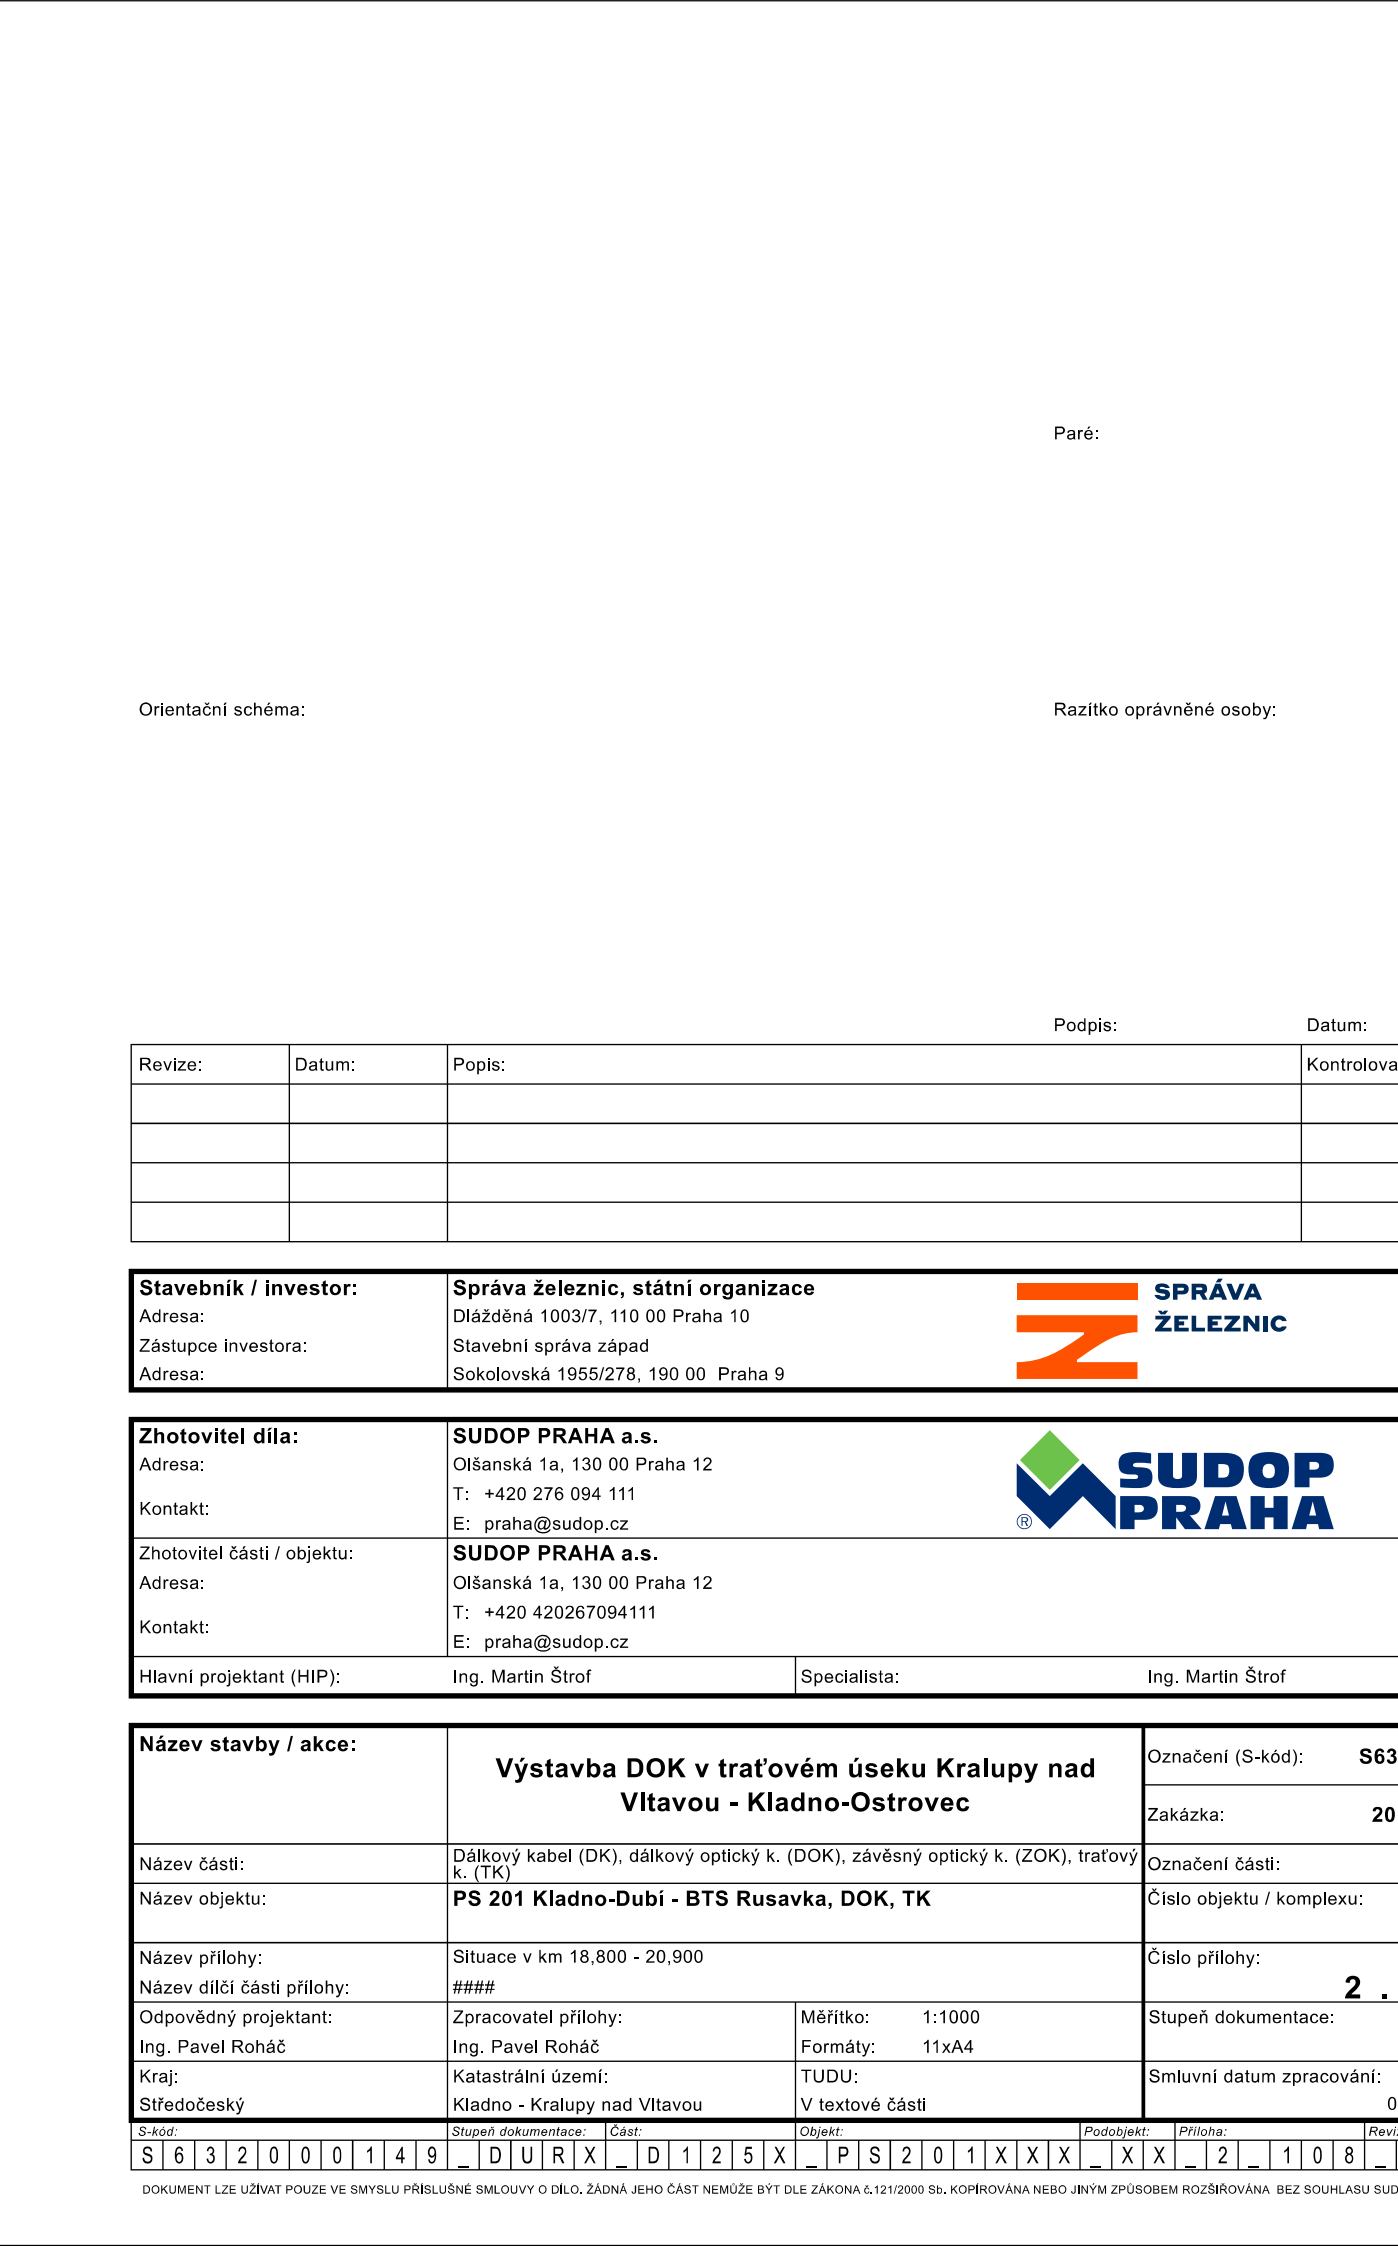 Paré:
Orientační schéma:
Razítko oprávněné osoby:
Podpis: Datum:
Revize: Datum: Popis: Kontrolova
Stavebník / investor: Správa železnic, státní organizace
Adresa: Dlážděná 1003/7, 110 00 Praha 10
Zástupce investora: Stavební správa západ
Adresa: Sokolovská 1955/278, 190 00 Praha 9
SPRÁVA
ŽELEZNIC
Zhotovitel díla: SUDOP PRAHA a.s.
Adresa: Olšanská 1a, 130 00 Praha 12
Kontakt: T: +420 276 094 111
E: praha@sudop.cz
SUDOP
PRAHA
®
Zhotovitel části / objektu: SUDOP PRAHA a.s.
Adresa: Olšanská 1a, 130 00 Praha 12
Kontakt: T: +420 420267094111
E: praha@sudop.cz
Hlavní projektant (HIP): Ing. Martin Štrof Specialista: Ing. Martin Štrof
Název stavby / akce:
Výstavba DOK v traťovém úseku Kralupy nad
Vltavou - Kladno-Ostrovec
Označení (S-kód): S63
Zakázka: 20
Název části: Dálkový kabel (DK), dálkový optický k. (DOK), závěsný optický k. (ZOK), traťový
k. (TK)
Označení části:
Název objektu: PS 201 Kladno-Dubí - BTS Rusavka, DOK, TK
Číslo objektu / komplexu:
Název přílohy: Situace v km 18,800 - 20,900
Číslo přílohy:
Název dílčí části přílohy: ####
2 .
Odpovědný projektant: Zpracovatel přílohy: Měřítko: 1:1000 Stupeň dokumentace:
Ing. Pavel Roháč Ing. Pavel Roháč Formáty: 11xA4
Kraj: Katastrální území: TUDU: Smluvní datum zpracování:
Středočeský Kladno - Kralupy nad Vltavou V textové části 0
S-kód: Stupeň dokumentace: Část: Objekt: Podobjekt: Příloha: Reviz
S 6 3 2 0 0 0 1 4 9 _ D U R X _ D 1 2 5 X _ P S 2 0 1 X X X _ X X _ 2 _ 1 0 8 _
DOKUMENT LZE UŽÍVAT POUZE VE SMYSLU PŘÍSLUŠNÉ SMLOUVY O DÍLO. ŽÁDNÁ JEHO ČÁST NEMŮŽE BÝT DLE ZÁKONA č.121/2000 Sb. KOPÍROVÁNA NEBO JINÝM ZPŮSOBEM ROZŠIŘOVÁNA BEZ SOUHLASU SUD